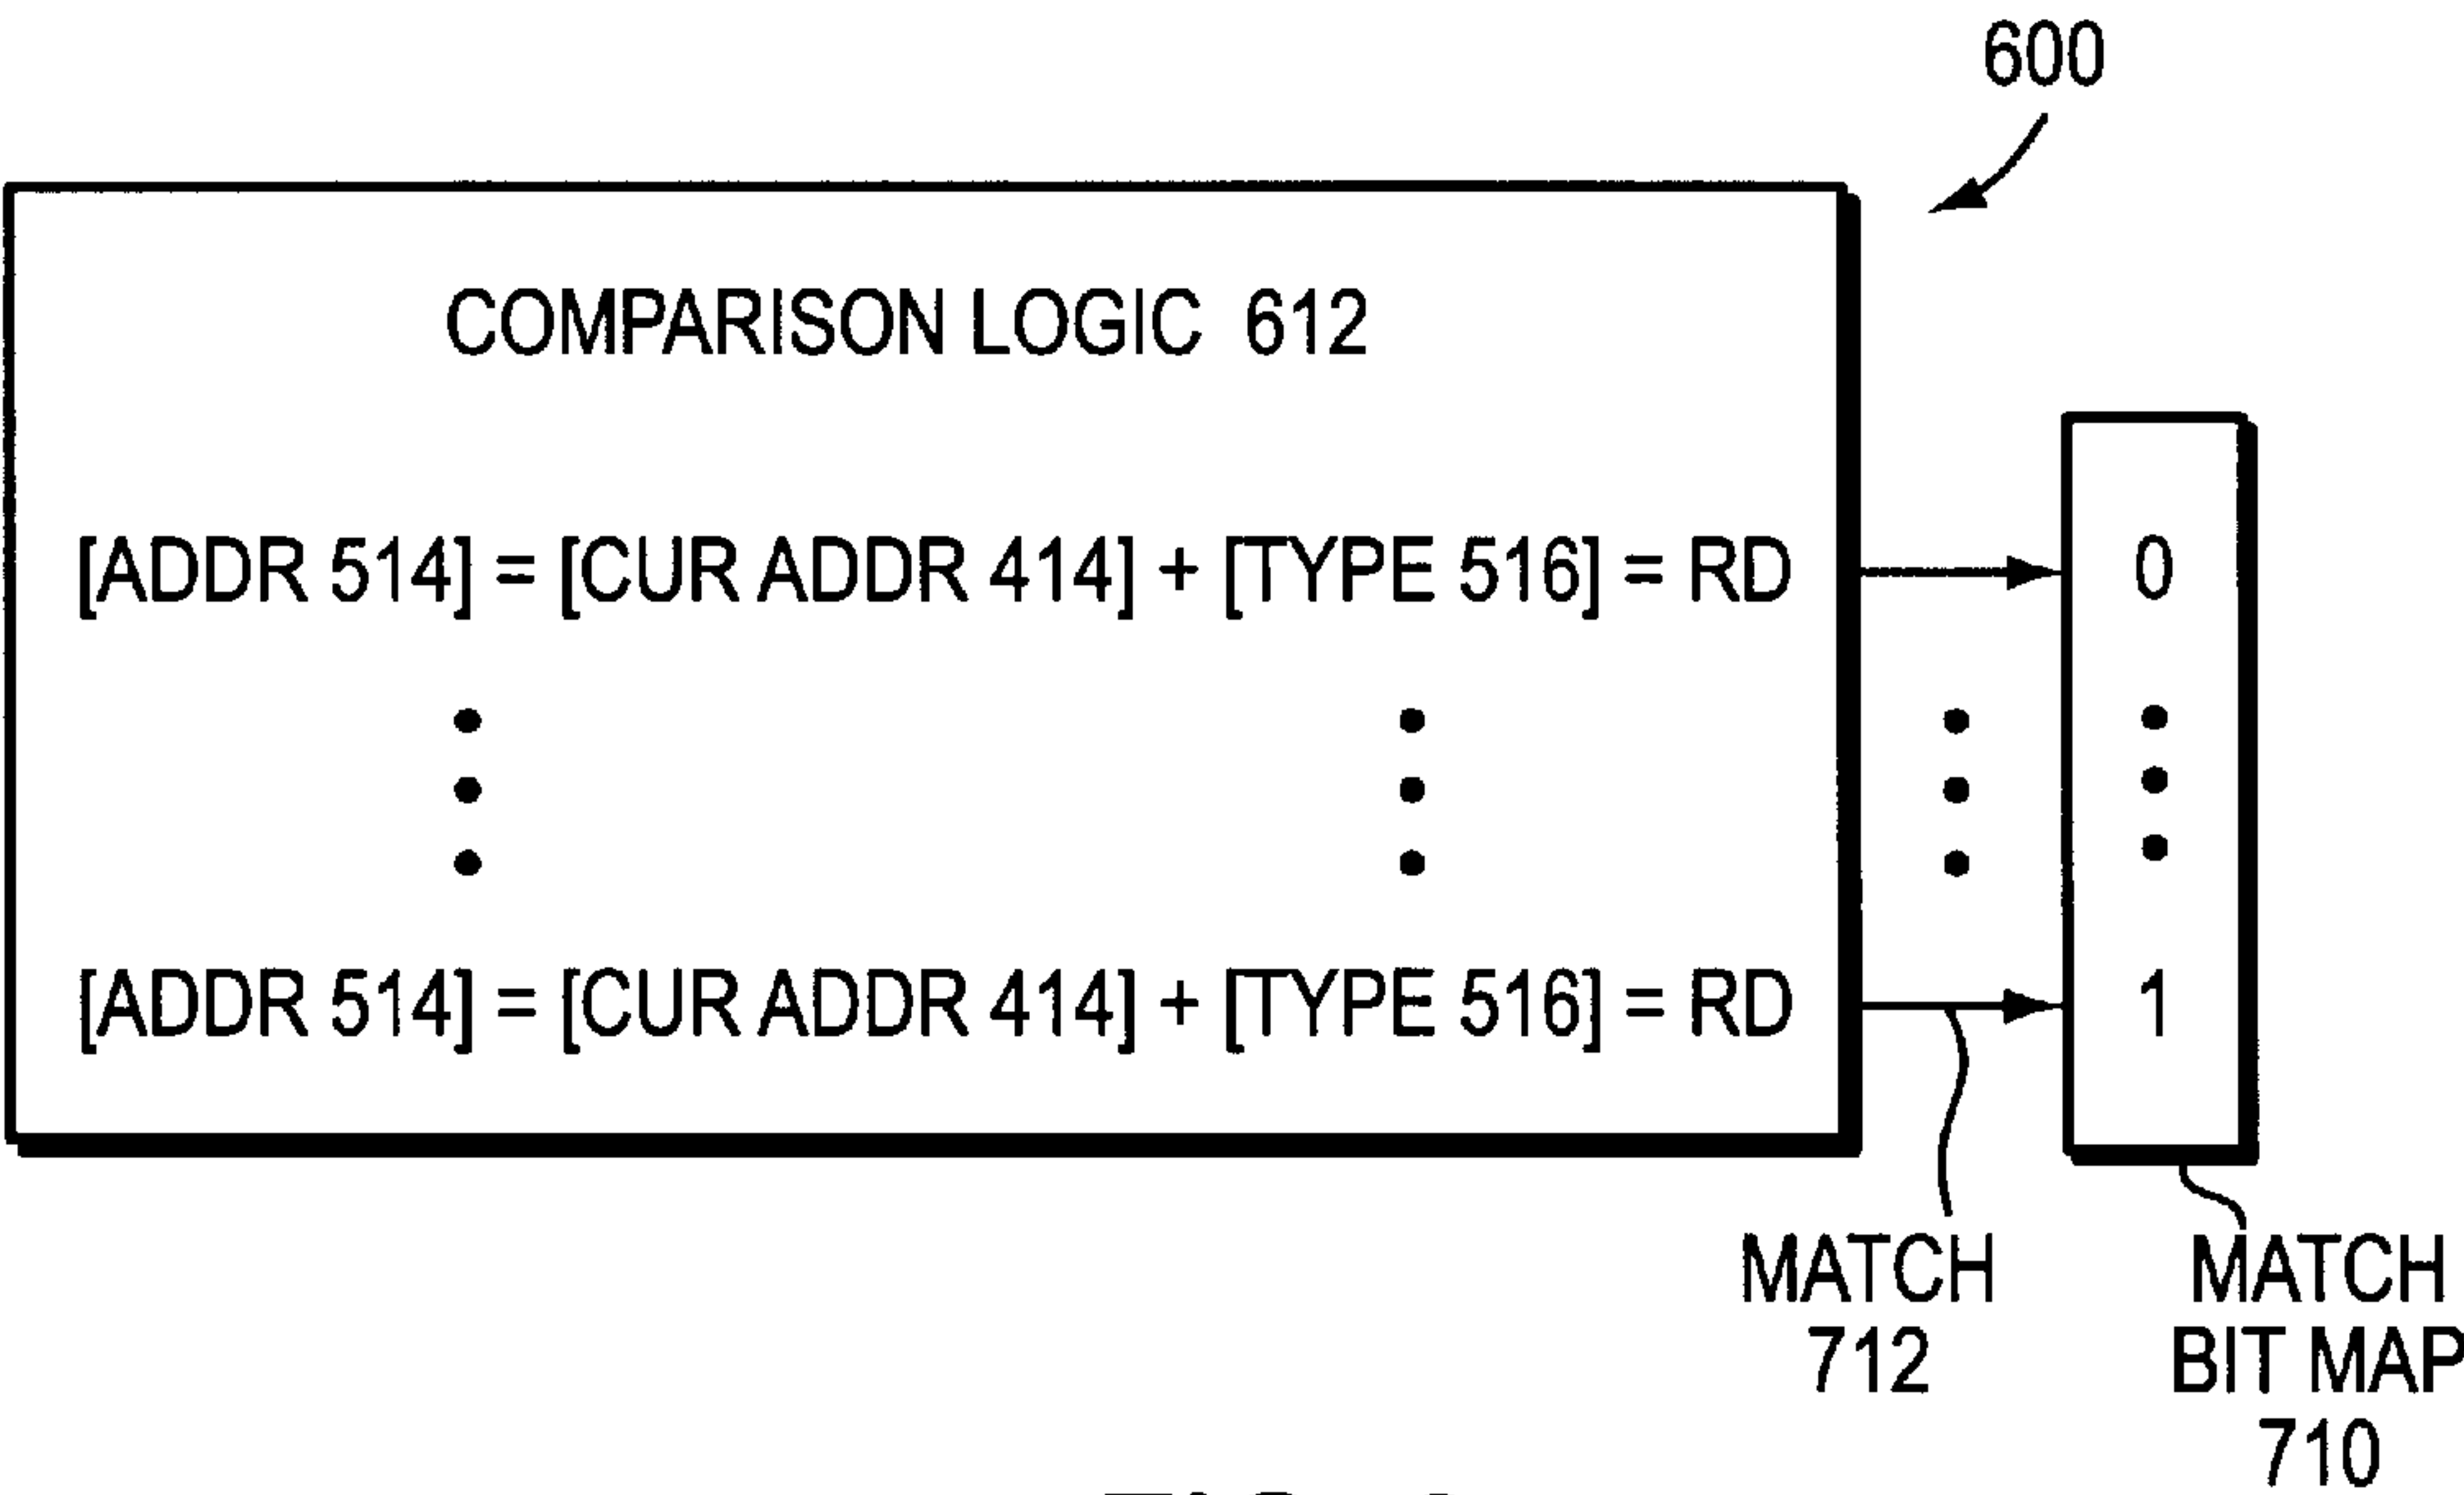 600
COMPARISON LOGIC 612
[ADDR 514] = [CUR ADDR 414] + [TYPE 516] = RD
0
[ADDR 514] = [CUR ADDR 414] + [TYPE 516] = RD
1
MATCH
712
MATCH
BIT MAP
710